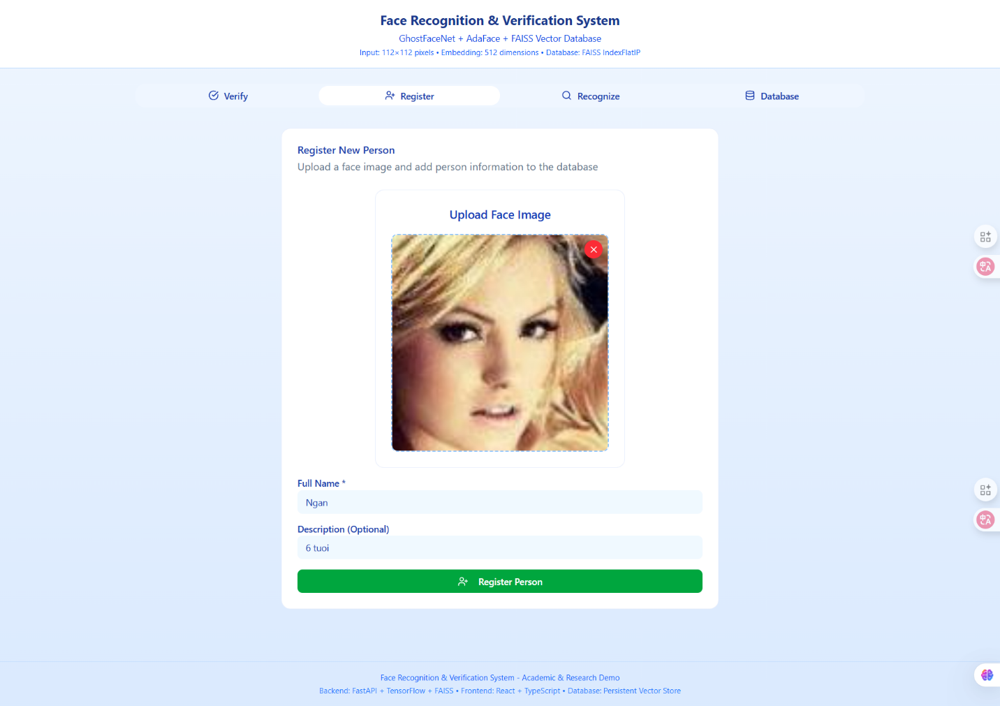 Face Recognition & Verification System
GhostFaceNet + AdaFace + FAISS Vector Database
Input: 112×112 pixels • Embedding: 512 dimensions • Database: FAISS IndexFlatIP
Verify
Register
Recognize
Database
Register New Person
Upload a face image and add person information to the database
Upload Face Image
Full Name *
Ngan
Description (Optional)
6 tuoi
Register Person
Face Recognition & Verification System - Academic & Research Demo
Backend: FastAPI + TensorFlow + FAISS • Frontend: React + TypeScript • Database: Persistent Vector Store